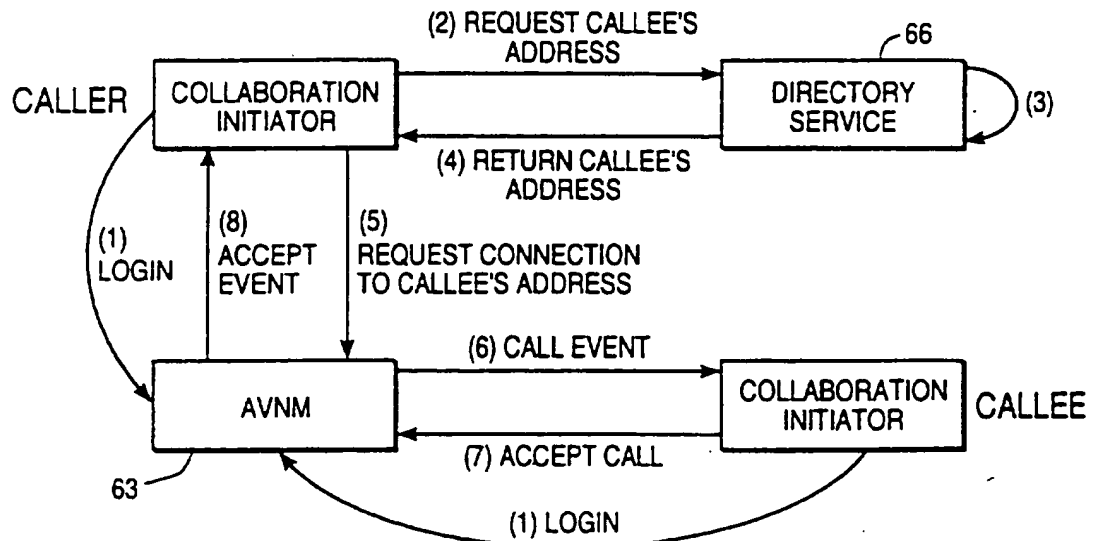 (2) REQUEST CALLEE'S
ADDRESS
66
CALLER
COLLABORATION
INITIATOR
DIRECTORY
SERVICE
(3)
(4) RETURN CALLEE'S
ADDRESS
(1)
LOGIN
(8)
ACCEPT
EVENT
(5)
REQUEST CONNECTION
TO CALLEE'S ADDRESS
(6) CALL EVENT
AVNM
COLLABORATION
INITIATOR
CALLEE
(7) ACCEPT CALL
63
(1) LOGIN